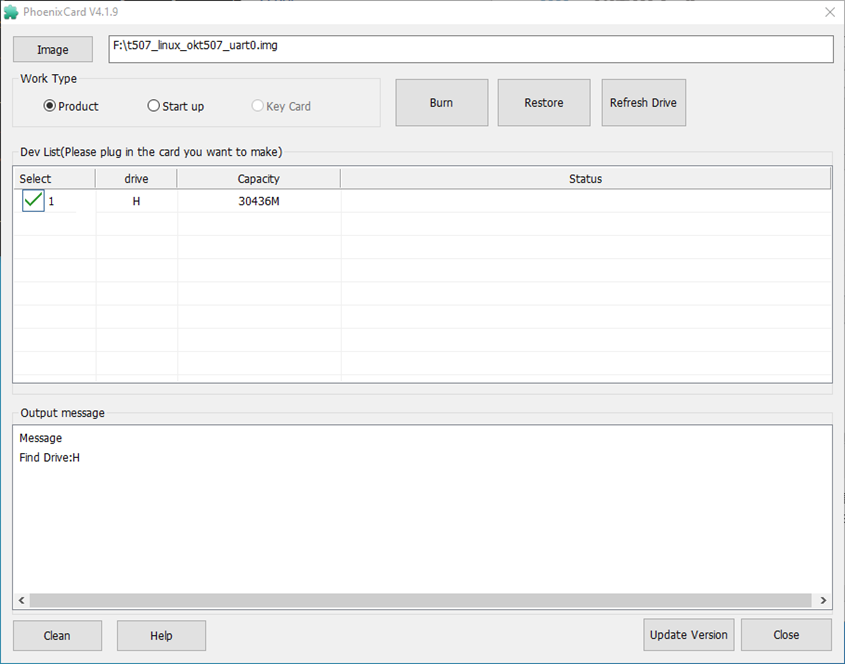 PhoenixCard V4.1.9
Image
F:\t507_linux_okt507_uart0.img
Work Type
Product
Start up
Key Card
Burn
Restore
Refresh Drive
Dev List(Please plug in the card you want to make)
Select drive Capacity Status
1 H 30436M
Output message
Message
Find Drive:H
Clean
Help
Update Version
Close